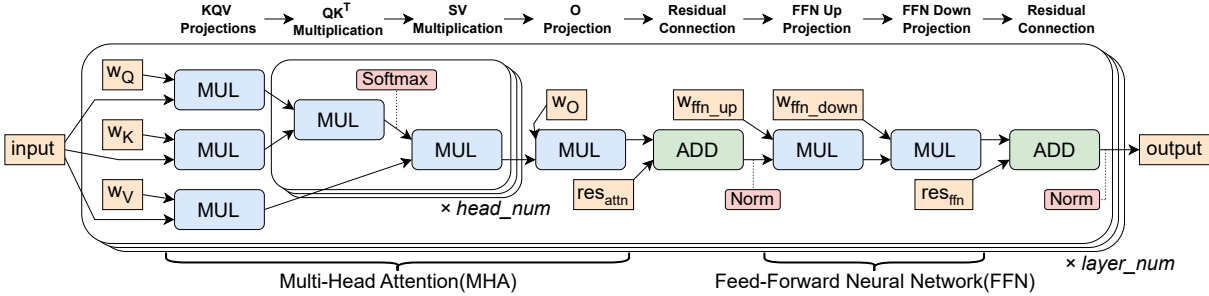 KQV
Projections
QK^T
Multiplication
SV
Multiplication
O
Projection
Residual
Connection
FFN Up
Projection
FFN Down
Projection
Residual
Connection
input
w_Q
w_K
w_V
MUL
MUL
MUL
MUL
Softmax
MUL
× head_num
w_O
MUL
res_attn
w_ffn_up
ADD
Norm
w_ffn_down
MUL
MUL
res_ffn
ADD
Norm
output
× layer_num
Multi-Head Attention(MHA)
Feed-Forward Neural Network(FFN)